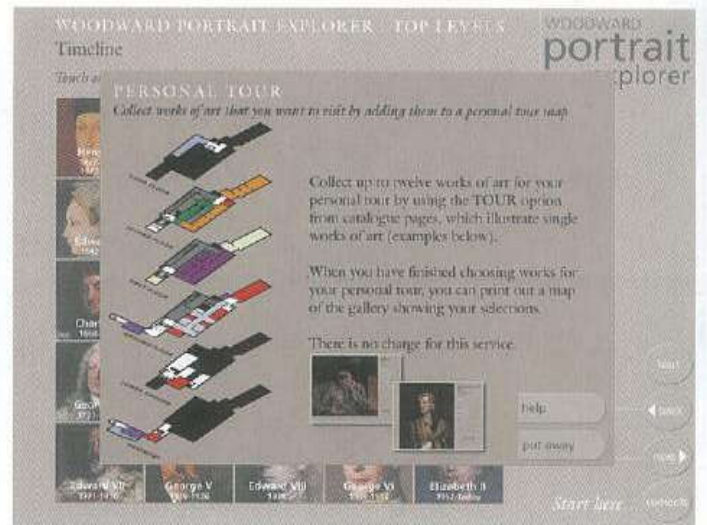 WOODWARD PORTRAIT EXPLORER TOP LEVELS
Timeline
WOODWARD
portrait
plorer
PERSONAL TOUR
Collect works of art that you want to visit by adding them to a personal tour map
Collect up to twelve works of art for your
personal tour by using the TOUR option
from catalogue pages, which illustrate single
works of art (examples below).
When you have finished choosing works for
your personal tour, you can print out a map
of the gallery showing your selections.
There is no charge for this service.
help
put away
back
Edward VII
George V
Edward VIII
George VI
Elizabeth II
1952-today
Start here...